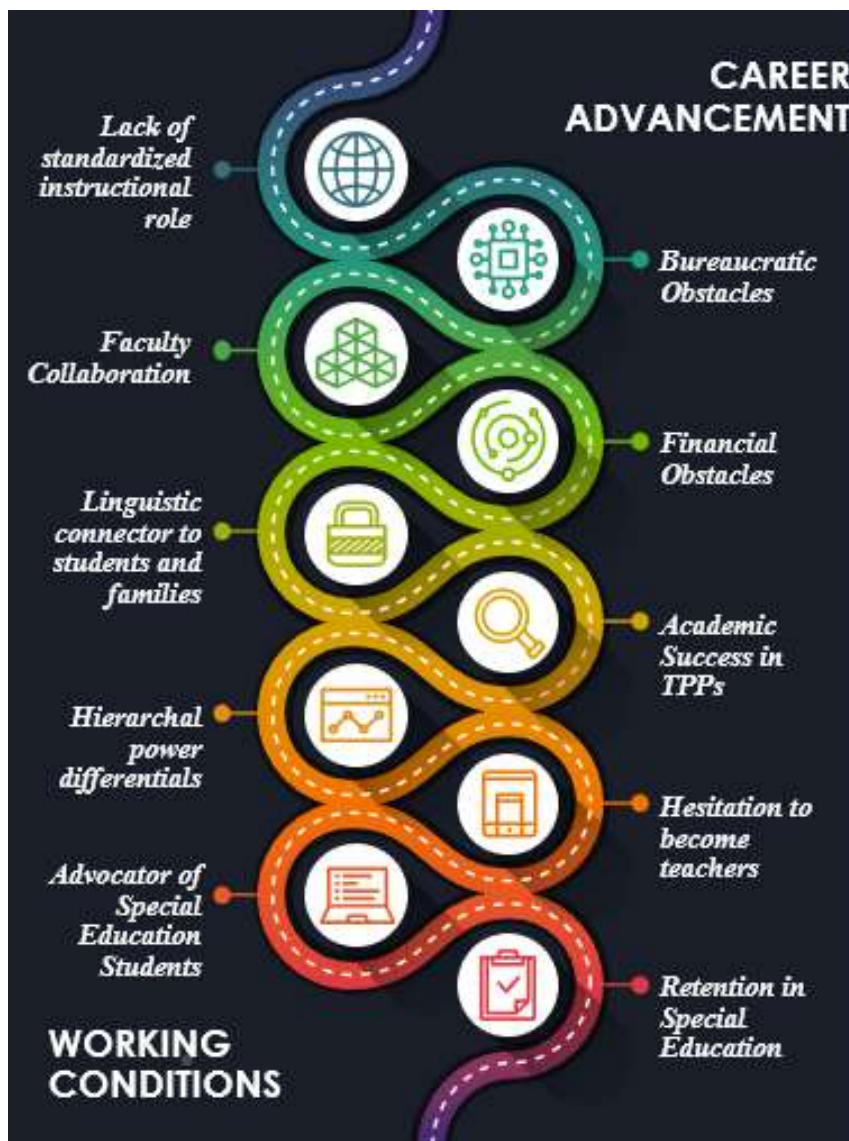 CAREER
ADVANCEMENT
Lack of
standardized
instructional
role
Bureaucratic
Obstacles
Faculty
Collaboration
Financial
Obstacles
Linguistic
connector to
students and
families
Academic
Success in
TPPs
Hierarchal
power
differentials
Hesitation to
become
teachers
Advocator of
Special
Education
Students
Retention in
Special
Education
WORKING
CONDITIONS